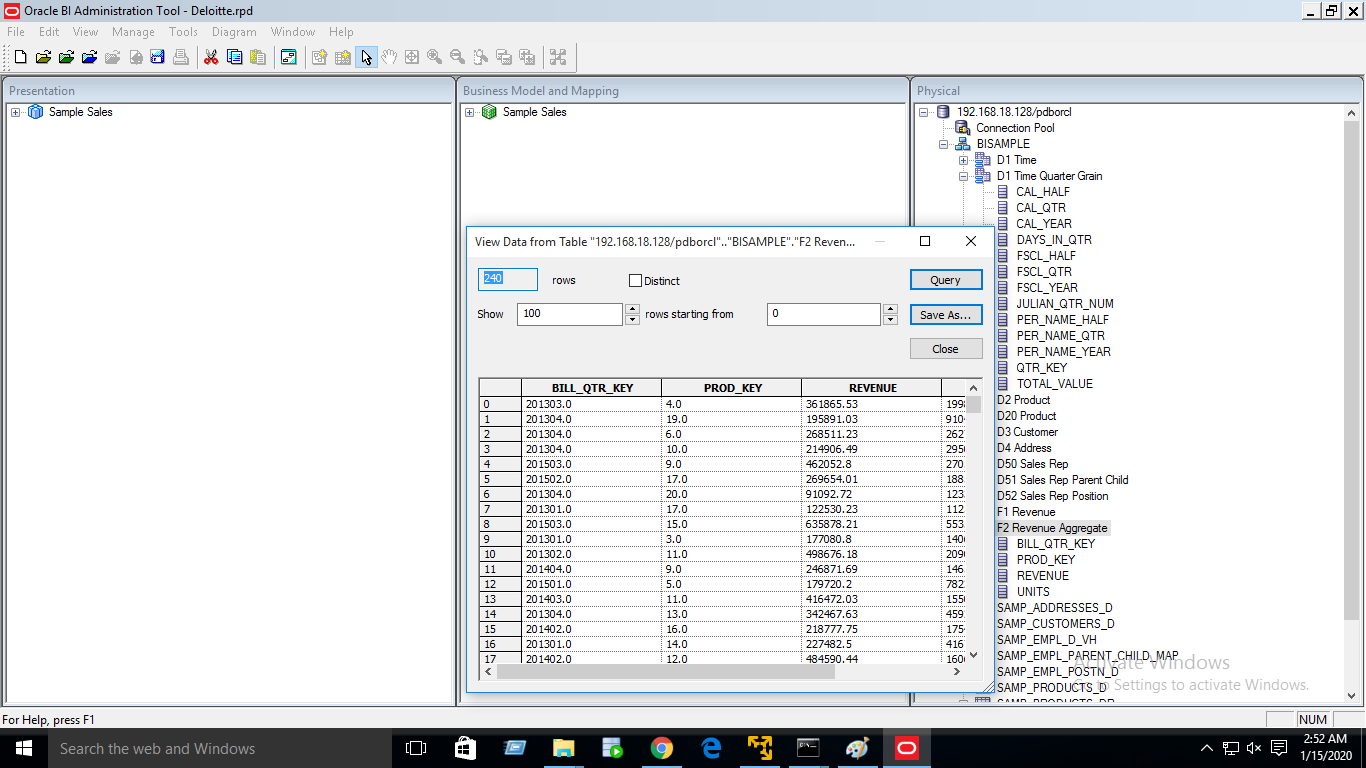 Oracle BI Administration Tool - Deloitte.rpd
File Edit View Manage Tools Diagram Window Help
Presentation
Sample Sales
Business Model and Mapping
Sample Sales
Physical
192.168.18.128/pdborcl
Connection Pool
BISAMPLE
D1 Time
D1 Time Quarter Grain
CAL_HALF
CAL_QTR
CAL_YEAR
DAYS_IN_QTR
FSCL_HALF
FSCL_QTR
FSCL_YEAR
JULIAN_QTR_NUM
PER_NAME_HALF
PER_NAME_QTR
PER_NAME_YEAR
QTR_KEY
TOTAL_VALUE
D2 Product
D20 Product
D3 Customer
D4 Address
D50 Sales Rep
D51 Sales Rep Parent Child
D52 Sales Rep Position
F1 Revenue
F2 Revenue Aggregate
BILL_QTR_KEY
PROD_KEY
REVENUE
UNITS
SAMP_ADDRESSES_D
SAMP_CUSTOMERS_D
SAMP_EMPL_D_VH
SAMP_EMPL_PARENT_CHILD_MAP
SAMP_EMPL_POSTN_D
SAMP_PRODUCTS_D
View Data from Table "192.168.18.128/pdborcl".."BISAMPLE"."F2 Reven...
240 rows Distinct Query
Show 100 rows starting from 0 Save As...
Close
BILL_QTR_KEY PROD_KEY REVENUE
0 201303.0 4.0 361865.53
1 201304.0 19.0 195891.03
2 201304.0 6.0 268511.23
3 201304.0 10.0 214906.49
4 201503.0 9.0 462052.8
5 201502.0 17.0 269654.01
6 201304.0 20.0 91092.72
7 201301.0 17.0 122530.23
8 201503.0 15.0 635878.21
9 201301.0 3.0 177080.8
10 201302.0 11.0 498676.18
11 201404.0 9.0 246871.69
12 201501.0 5.0 179720.2
13 201403.0 11.0 416472.03
14 201304.0 13.0 342467.63
15 201402.0 16.0 218777.75
16 201301.0 14.0 227482.5
17 201402.0 12.0 484590.44
Activate Windows
Go to Settings to activate Windows.
For Help, press F1
NUM
Search the web and Windows
2:52 AM
1/15/2020